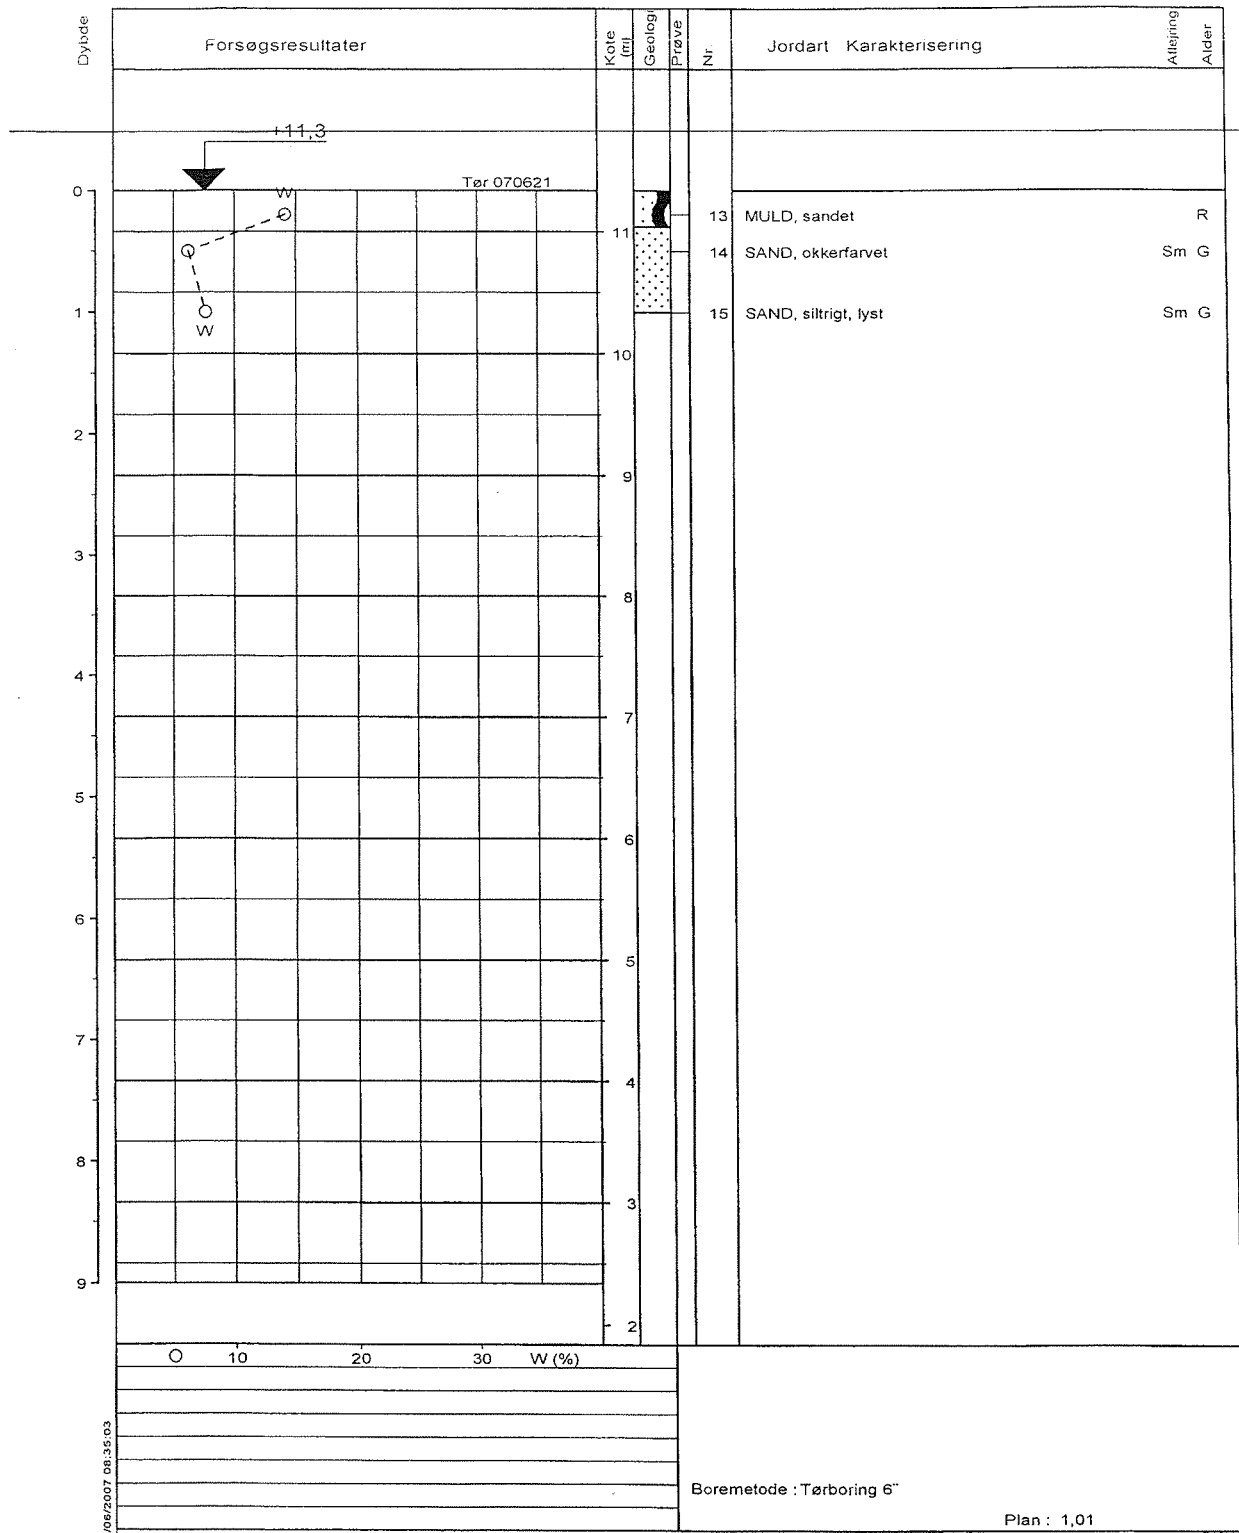 Dybde
Forsøgsresultater
Kote (m)
Geologi
Prøve
Nr.
Jordart Karakterisering
Aflejring
Alder
+11,3
Tør 070621
W
W
0
1
2
3
4
5
6
7
8
9
11
10
9
8
7
6
5
4
3
2
13 MULD, sandet R
14 SAND, okkerfarvet Sm G
15 SAND, siltrigt, lyst Sm G
10 20 30 W (%)
/06/2007 08:35:03
Boremetode : Tørboring 6"
Plan : 1,01